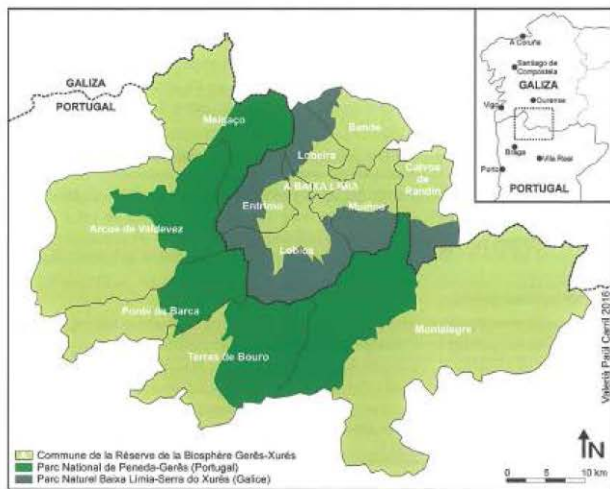 GALIZA
PORTUGAL
Melgaço
Lobeira
Bande
A BAIXA LIMIA
Calvos
de
Randín
Entrimo
Muíños
Lobios
Arcos de Valdevez
Ponte da Barca
Terras de Bouro
Montalegre
A Coruña
Santiago de
Compostela
GALIZA
Ourense
Vigo
Braga
Vila Real
Porto
PORTUGAL
Valerià Paül Carril 2016
N
0 5 10 km
Commune de la Réserve de la Biosphère Gerês-Xurés
Parc National de Peneda-Gerês (Portugal)
Parc Naturel Baixa Limia-Serra do Xurés (Galice)